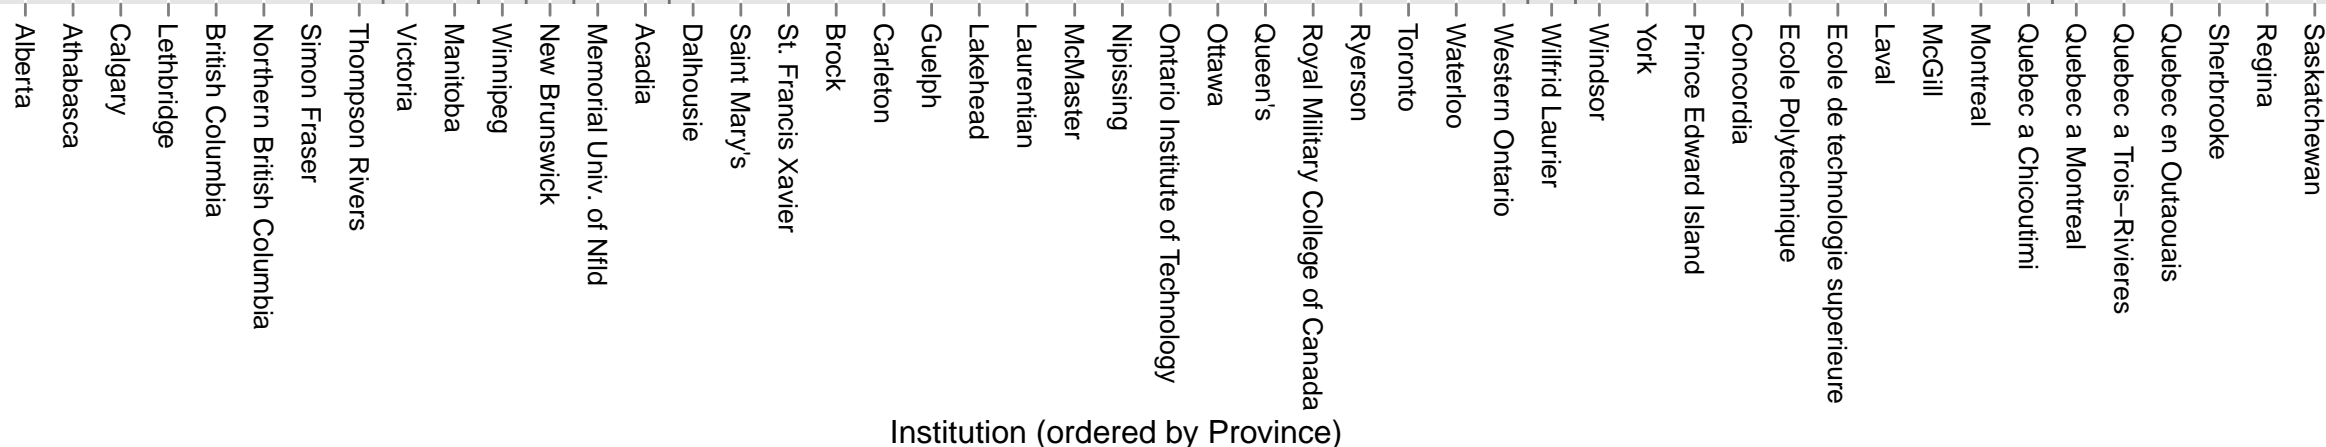 Alberta
Athabasca
Calgary
Lethbridge
British Columbia
Northern British Columbia
Simon Fraser
Thompson Rivers
Victoria
Manitoba
Winnipeg
New Brunswick
Memorial Univ. of Nfld
Acadia
Dalhousie
Saint Mary's
St. Francis Xavier
Brock
Carleton
Guelph
Lakehead
Laurentian
McMaster
Nipissing
Ontario Institute of Technology
Ottawa
Queen's
Royal Military College of Canada
Ryerson
Toronto
Waterloo
Western Ontario
Wilfrid Laurier
Windsor
York
Prince Edward Island
Concordia
Ecole Polytechnique
Ecole de technologie superieure
Laval
McGill
Montreal
Quebec a Chicoutimi
Quebec a Montreal
Quebec a Trois−Rivieres
Quebec en Outaouais
Sherbrooke
Regina
Saskatchewan
Institution (ordered by Province)